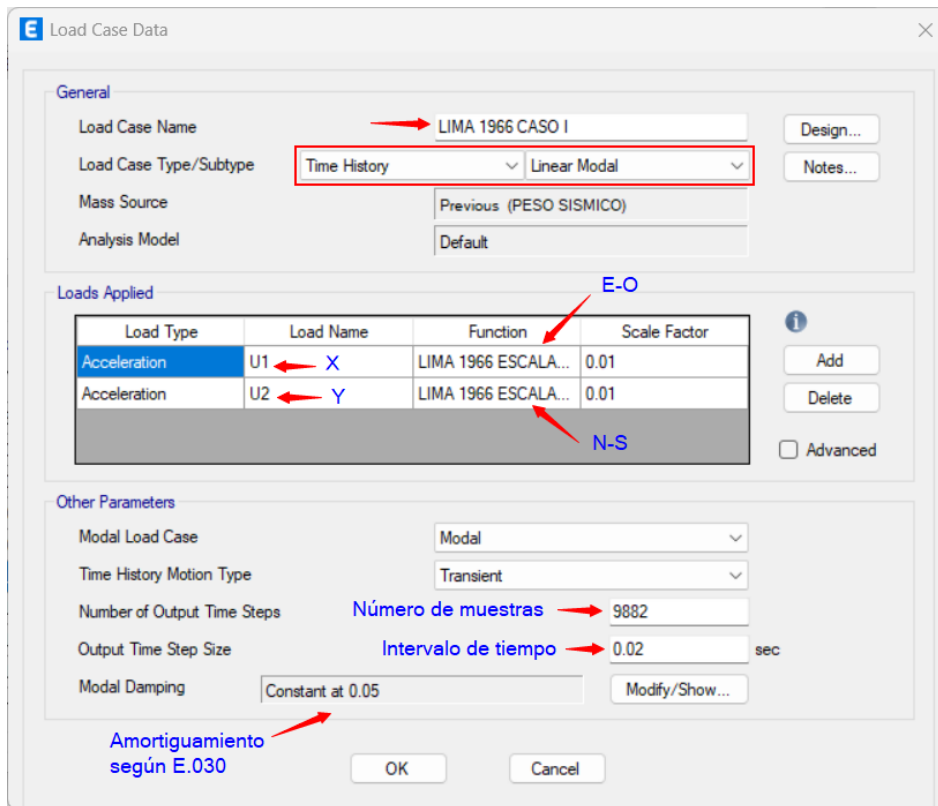 E Load Case Data
General
Load Case Name LIMA 1966 CASO I Design...
Load Case Type/Subtype Time History Linear Modal Notes...
Mass Source Previous (PESO SISMICO)
Analysis Model Default
Loads Applied
E-O
Load Type Load Name Function Scale Factor
Acceleration U1 X LIMA 1966 ESCALA... 0.01 Add
Acceleration U2 Y LIMA 1966 ESCALA... 0.01 Delete
N-S
Advanced
Other Parameters
Modal Load Case Modal
Time History Motion Type Transient
Number of Output Time Steps Número de muestras 9882
Output Time Step Size Intervalo de tiempo 0.02 sec
Modal Damping Constant at 0.05 Modify/Show...
Amortiguamiento
según E.030
OK Cancel